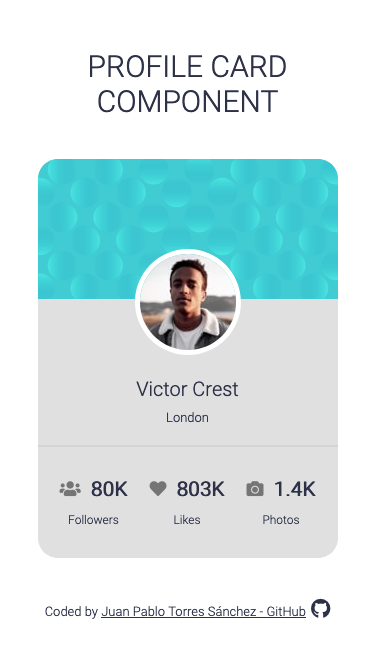 PROFILE CARD
COMPONENT
Victor Crest
London
80K 803K 1.4K
Followers Likes Photos
Coded by Juan Pablo Torres Sánchez - GitHub